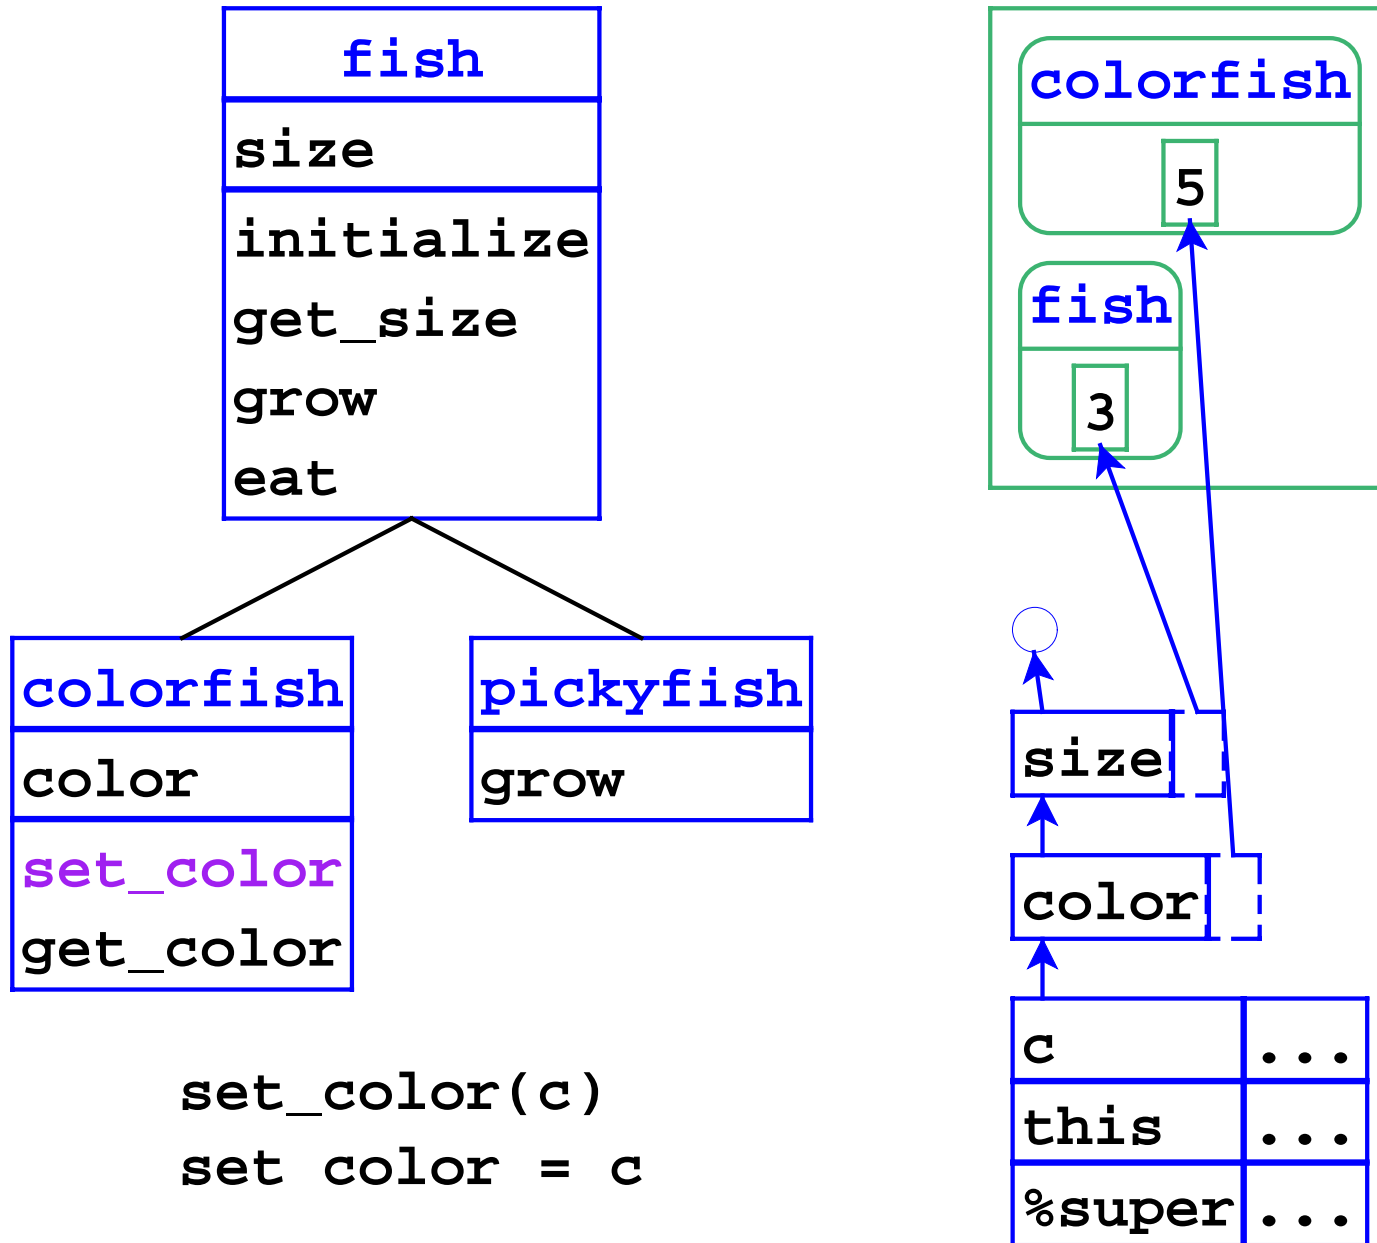 fish
size
initialize
get_size
grow
eat
colorfish
color
set_color
get_color
pickyfish
grow
set_color(c)
set color = c
colorfish
5
fish
3
size
color
c ...
this ...
%super ...